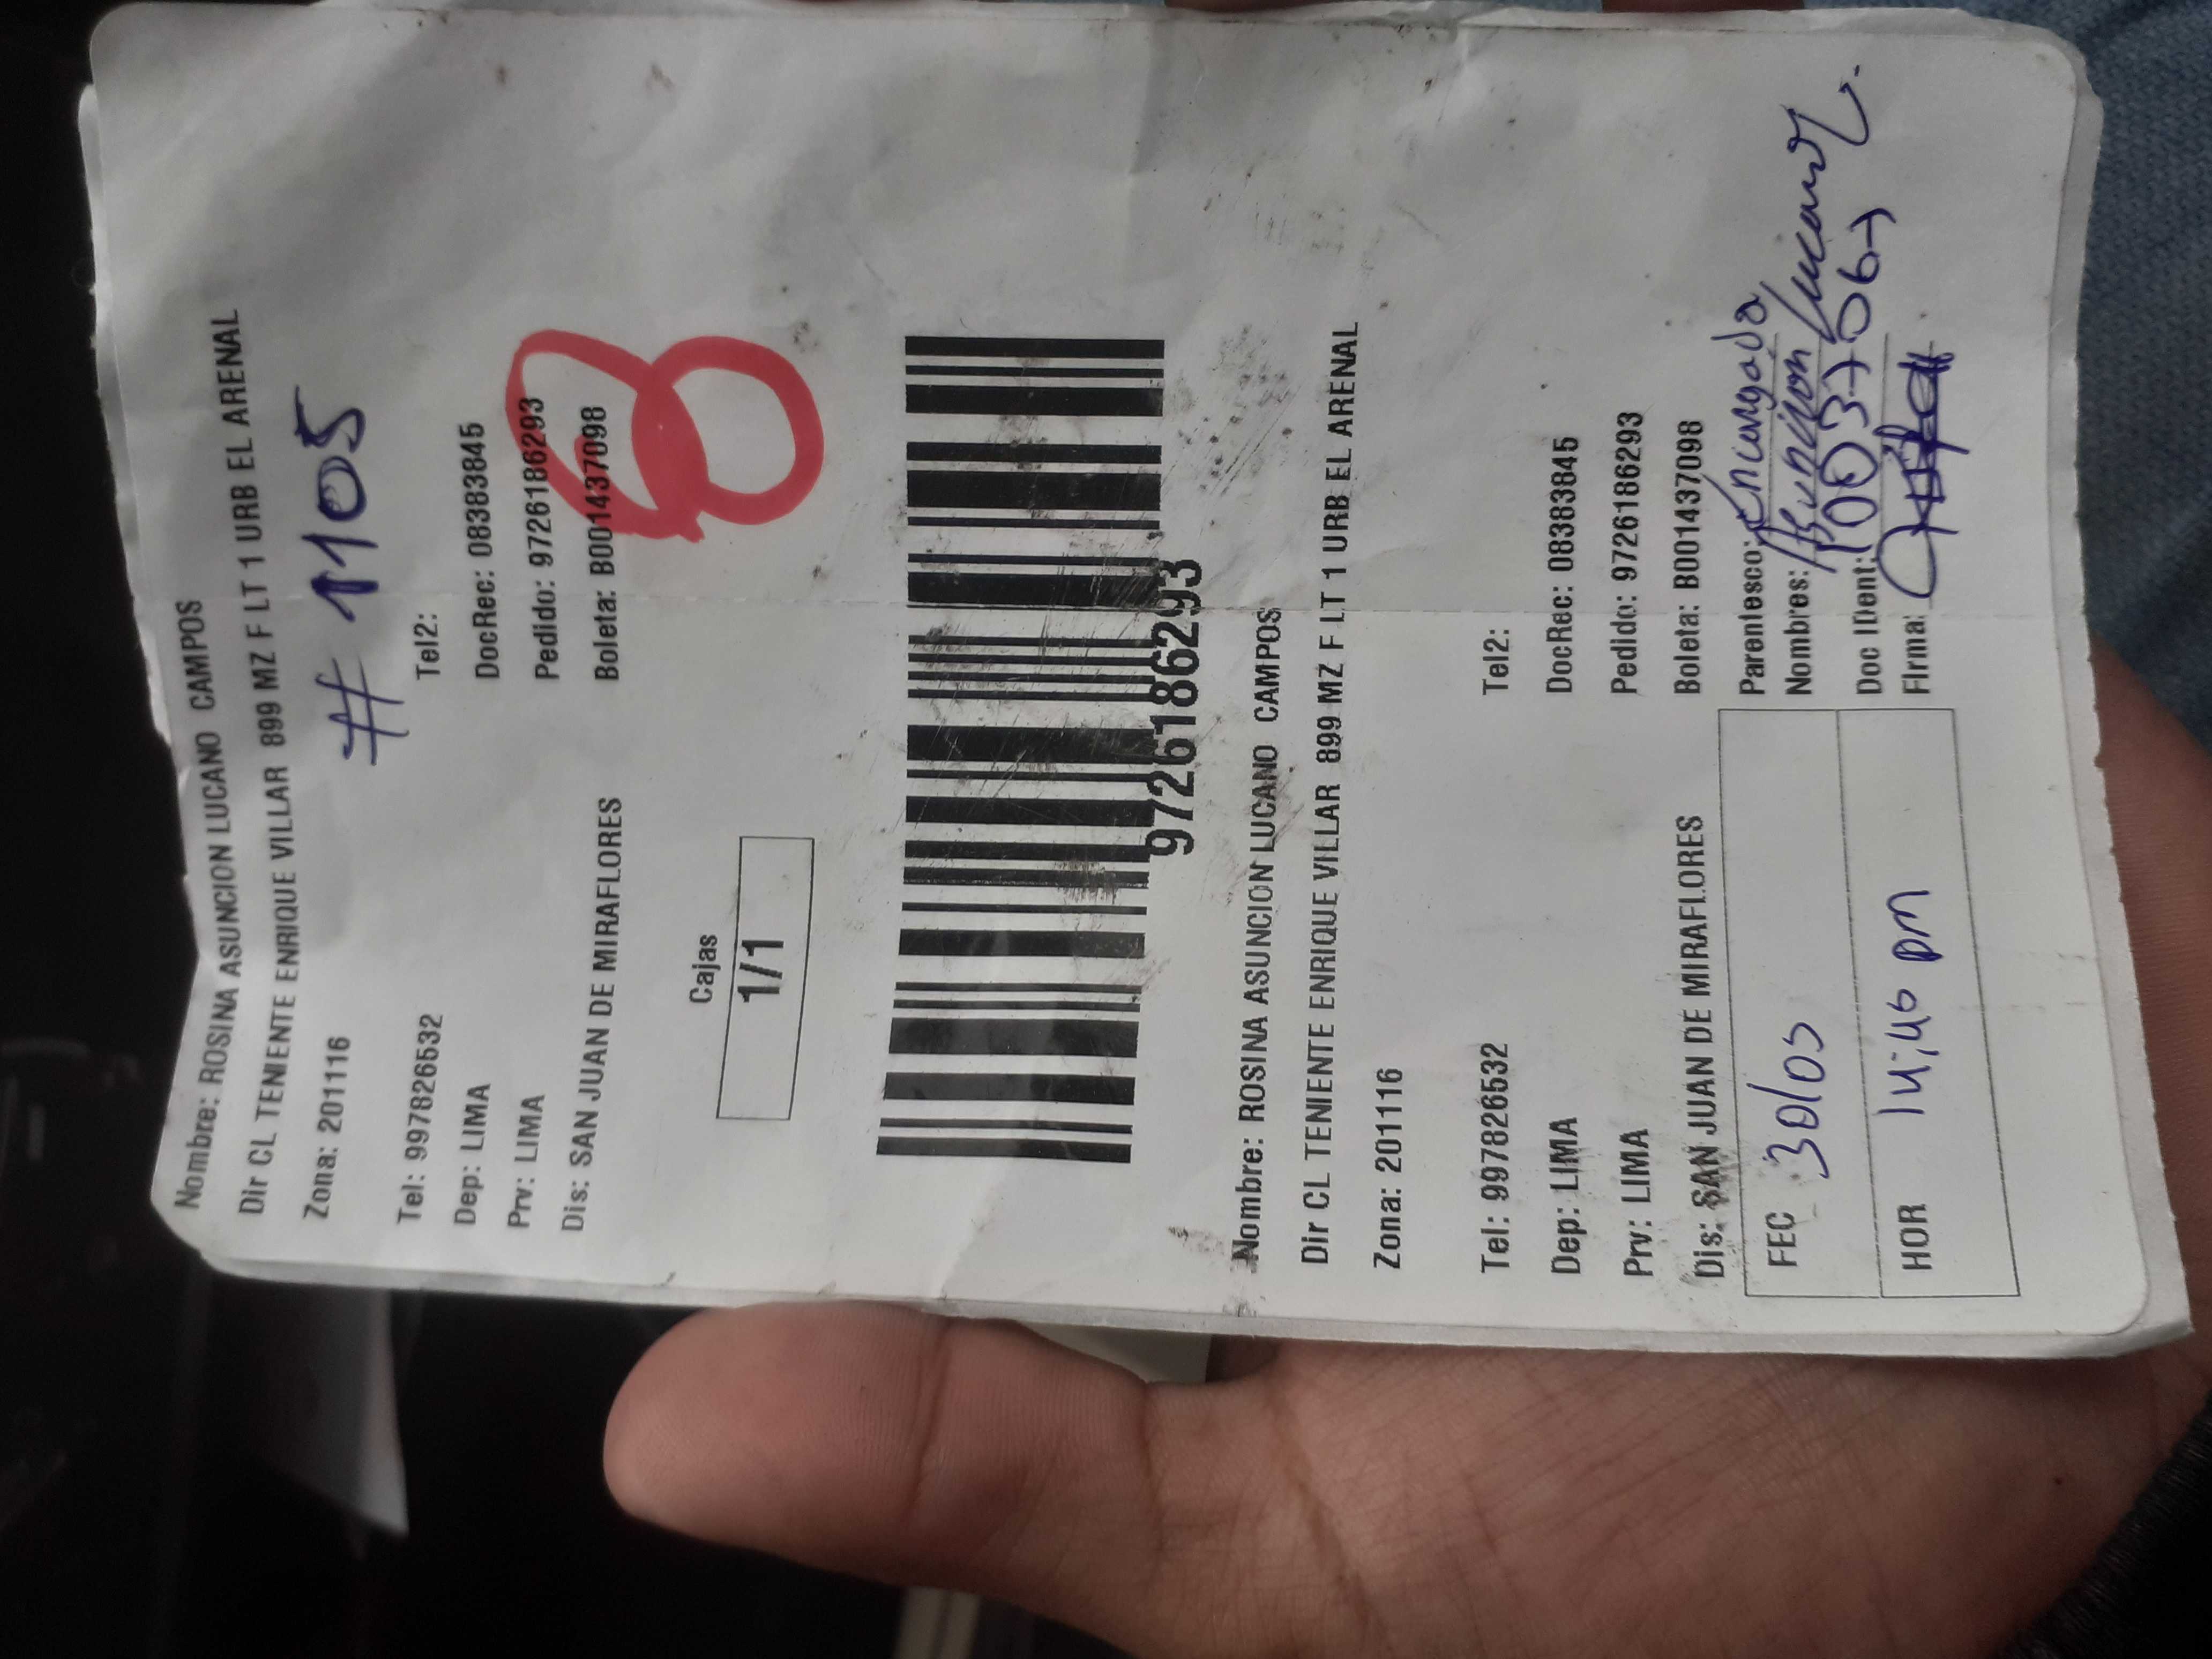 Nombre: ROSINA ASUNCION LUCANO CAMPOS
Dir CL TENIENTE ENRIQUE VILLAR 899 MZ F LT 1 URB EL ARENAL
Zona: 201116
# 1105
Tel: 997826532 Tel2:
Dep: LIMA DocRec: 08383845
Prv: LIMA Pedido: 9726186293
Dis: SAN JUAN DE MIRAFLORES Boleta: B001437098
8
Cajas
1/1
9726186293
Nombre: ROSINA ASUNCION LUCANO CAMPOS
Dir CL TENIENTE ENRIQUE VILLAR 899 MZ F LT 1 URB EL ARENAL
Zona: 201116
Tel: 997826532 Tel2:
Dep: LIMA DocRec: 08383845
Prv: LIMA Pedido: 9726186293
Dis: SAN JUAN DE MIRAFLORES Boleta: B001437098
FEC 30/05
Parentesco: Encargado
Nombres: Asuncion
HOR pm
Doc IDent:
Firma: